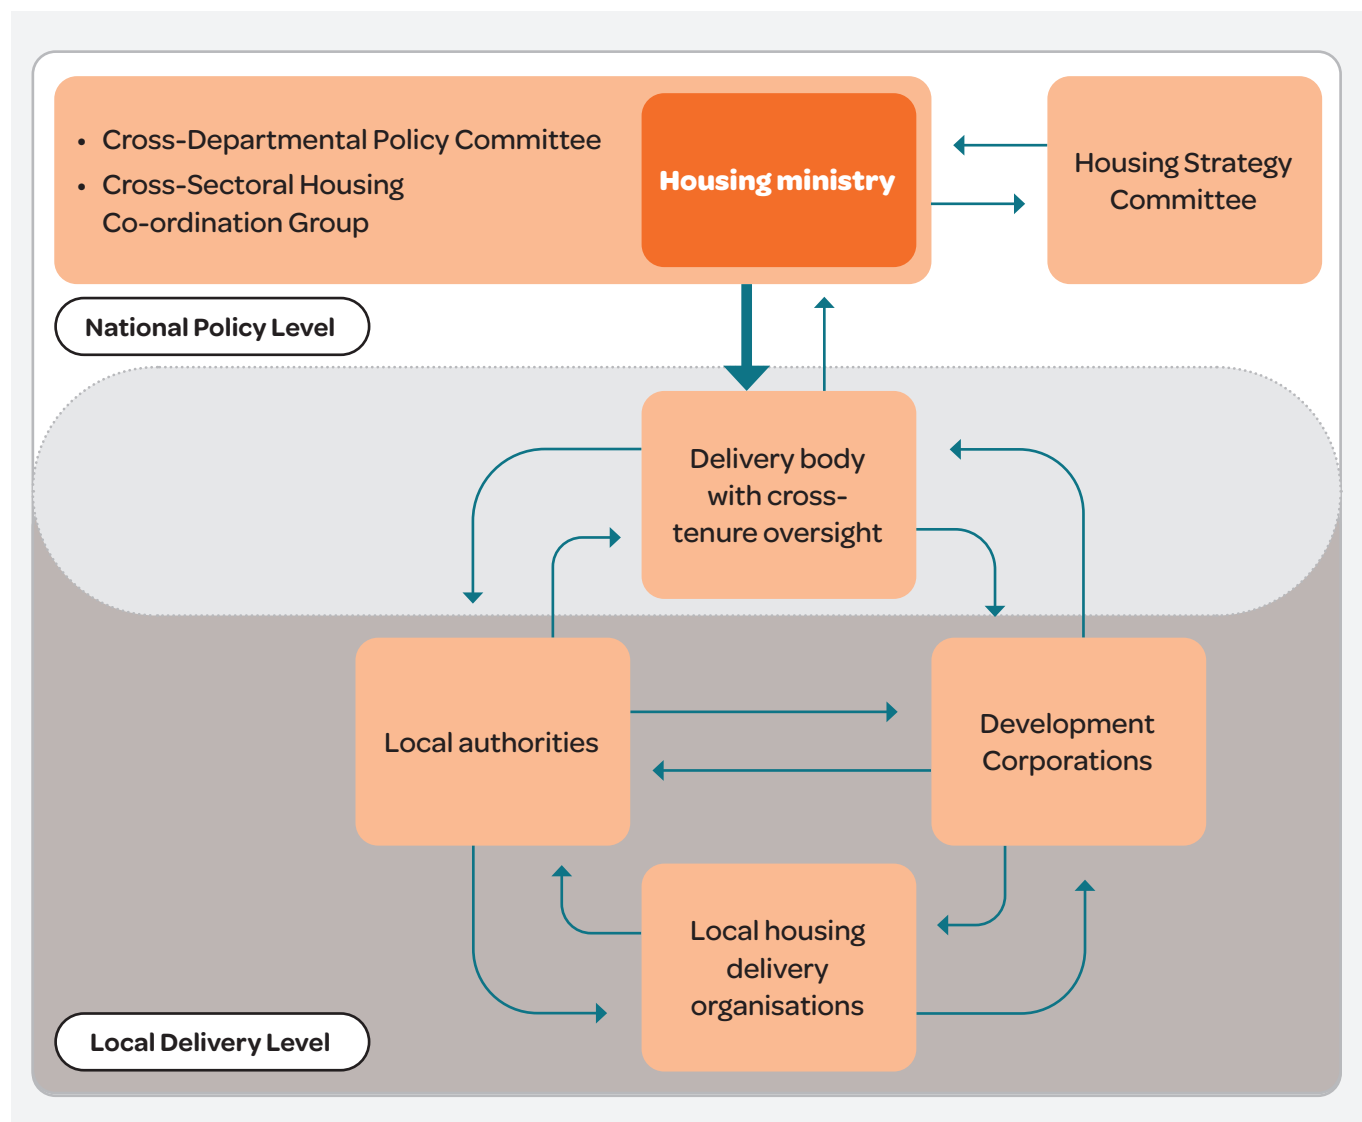 • Cross-Departmental Policy Committee
• Cross-Sectoral Housing
Co-ordination Group
Housing ministry
Housing Strategy
Committee
National Policy Level
Delivery body
with cross-
tenure oversight
Local authorities
Development
Corporations
Local housing
delivery
organisations
Local Delivery Level